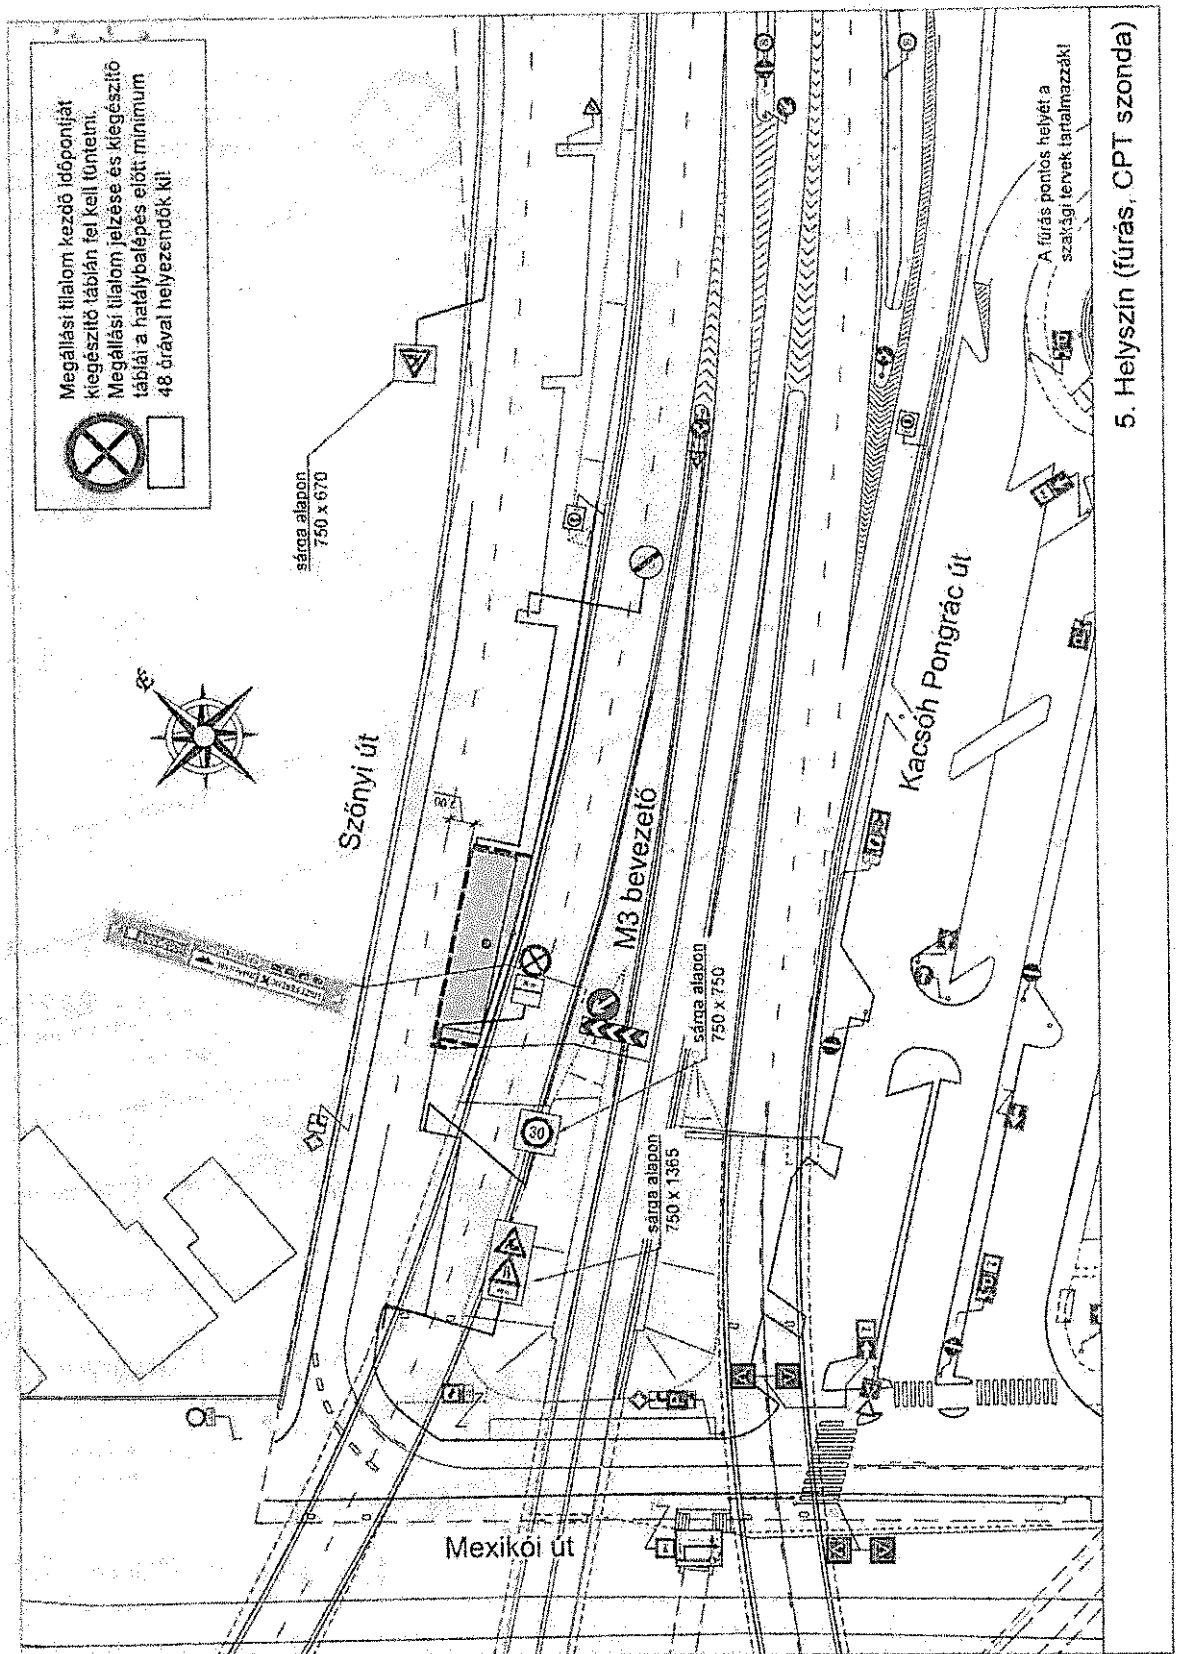 Megállási tilalom kezdő időpontját
kiegészítő táblán fel kell tüntetni.
Megállási tilalom jelzése és kiegészítő
táblái a hatálybalépés előtt minimum
48 órával helyezendők ki!
sárga alapon
750 x 670
Szőnyi út
2,00
M3 bevezető
sárga alapon
750 x 750
30
sárga alapon
750 x 1365
Kacsóh Pongrác út
Mexikói út
A fúrás pontos helyét a
szakági tervek tartalmazzák!
5. Helyszín (fúrás, CPT szonda)